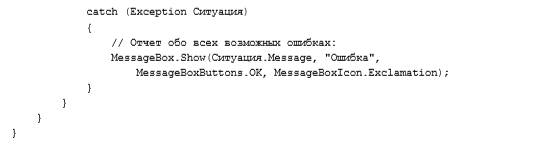 catch (Exception Ситуация)
{
// Отчет обо всех возможных ошибках:
MessageBox.Show(Ситуация.Message, "Ошибка",
MessageBoxButtons.OK, MessageBoxIcon.Exclamation);
}
}
}
}